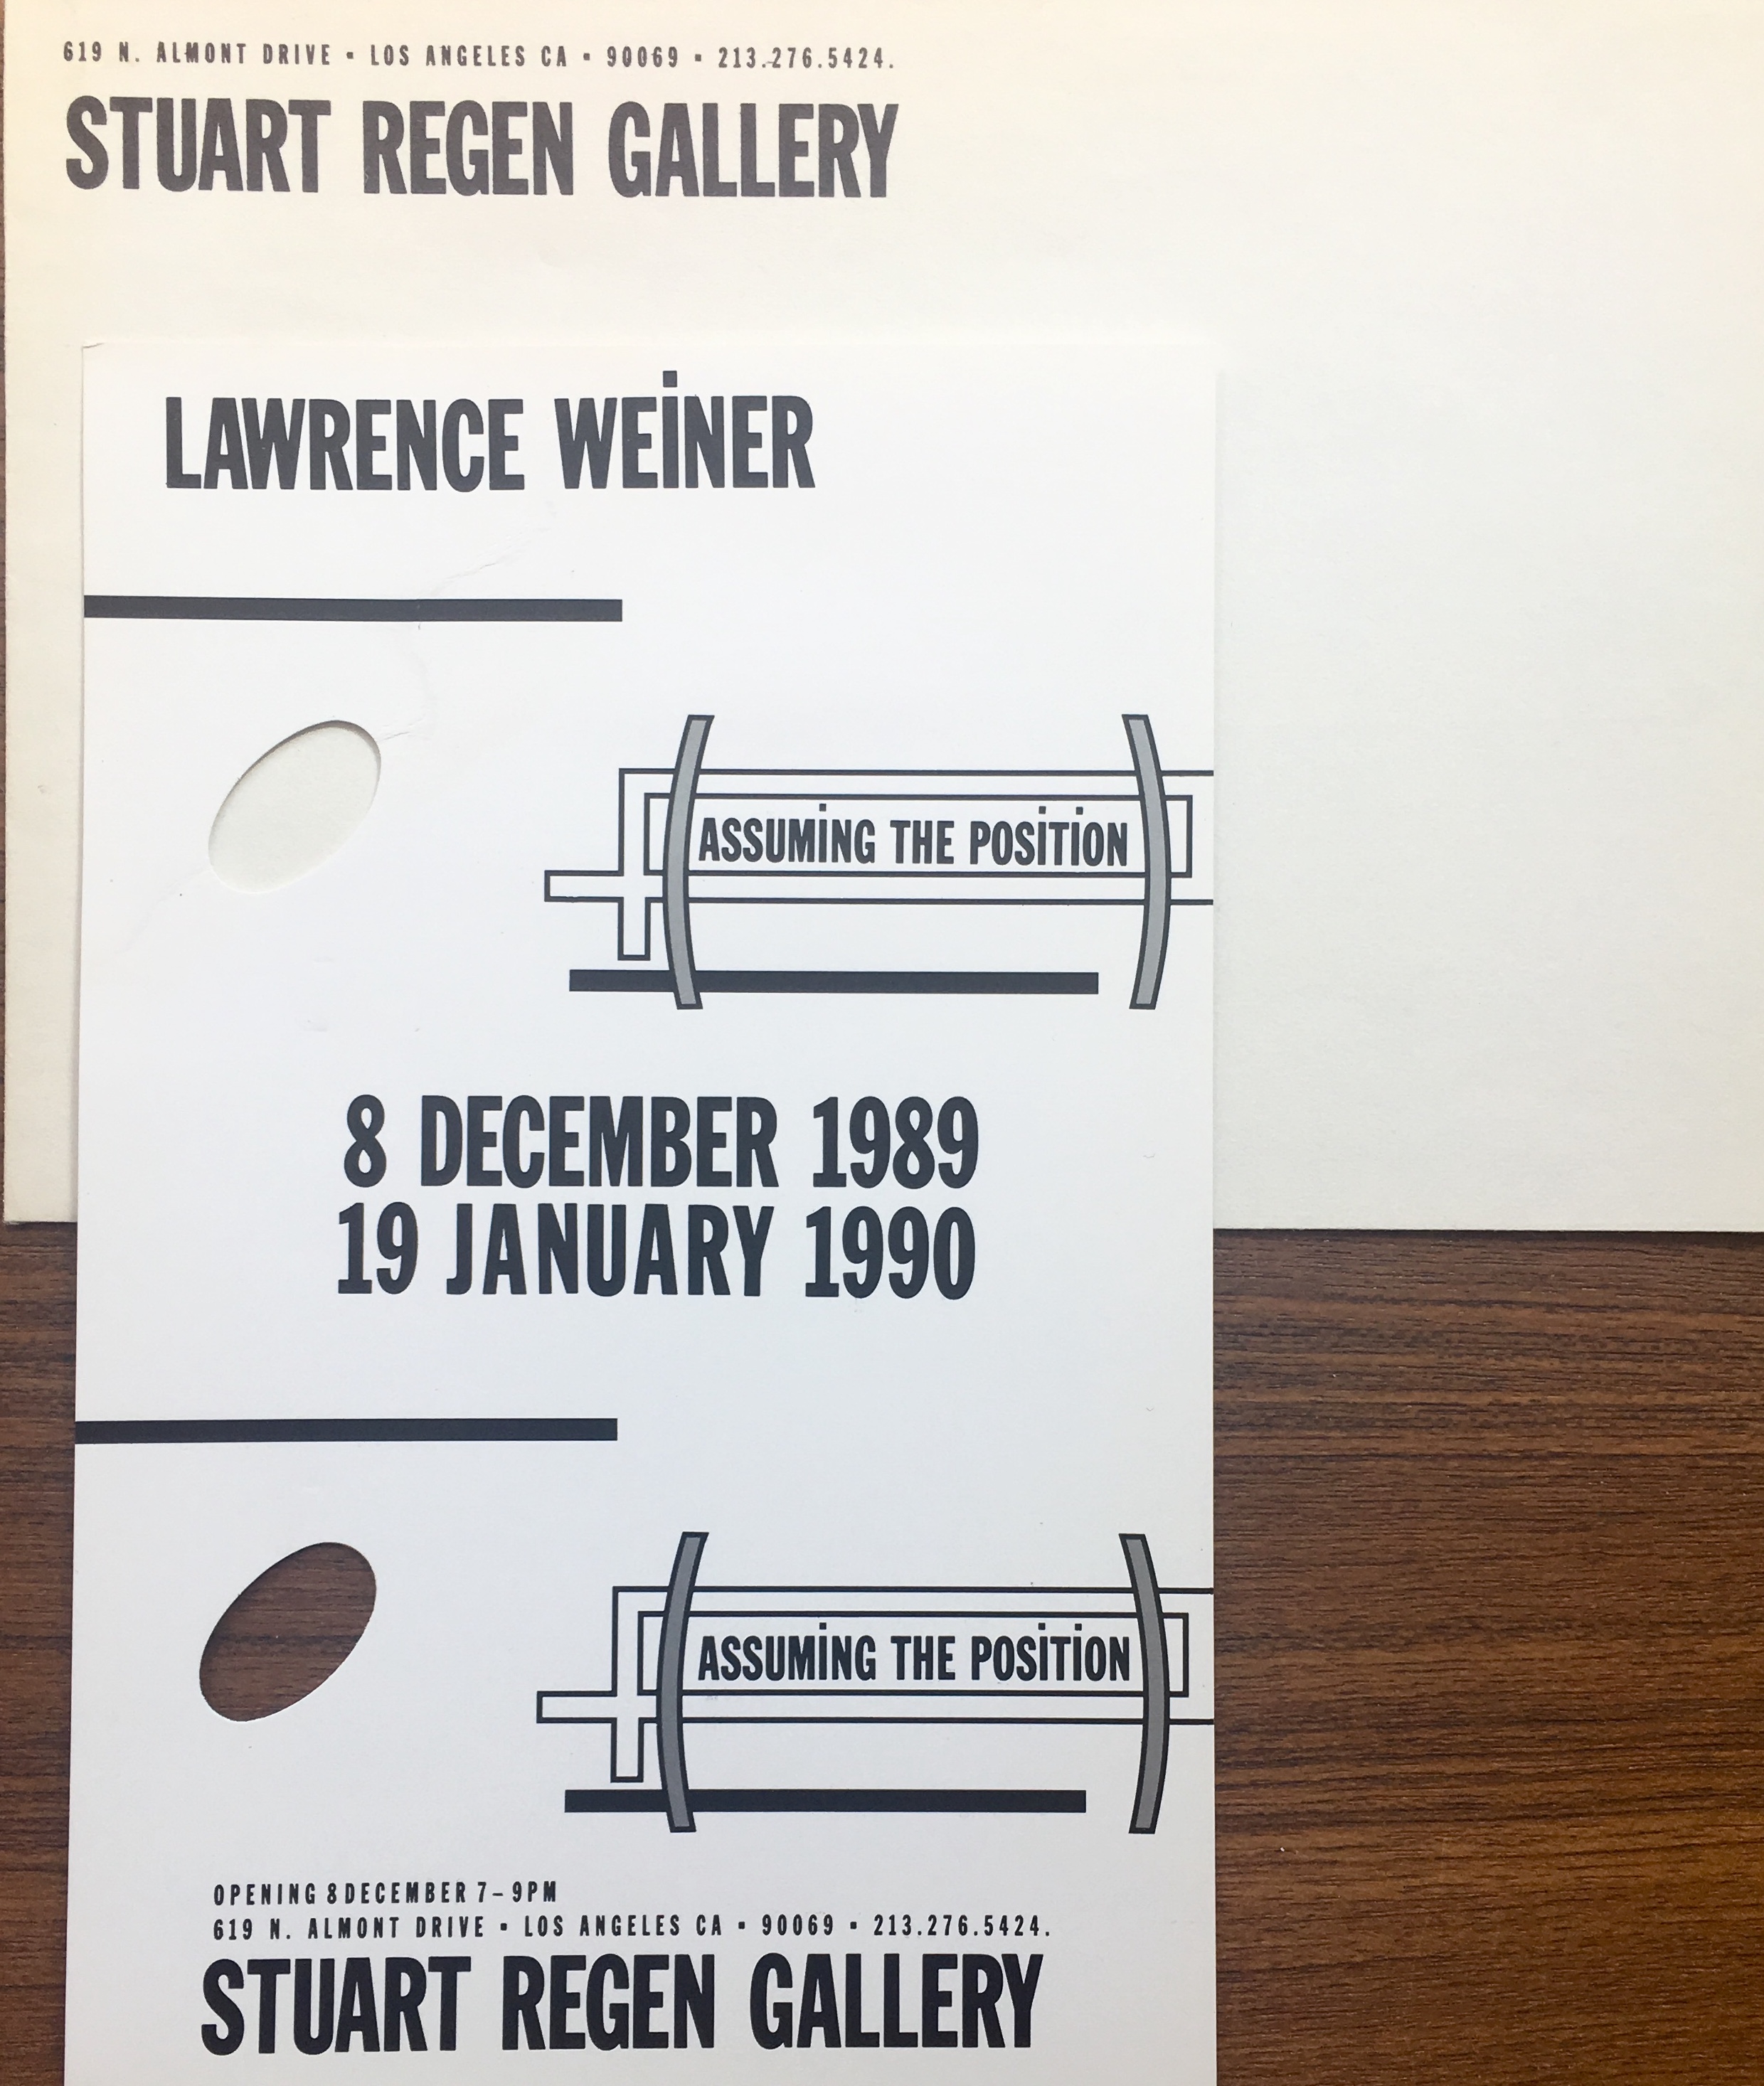 619 N. ALMONT DRIVE ▪ LOS ANGELES CA ▪ 90069 ▪ 213.276.5424.
STUART REGEN GALLERY
LAWRENCE WEiNER
ASSUMiNG THE POSiTiON
8 DECEMBER 1989
19 JANUARY 1990
ASSUMiNG THE POSiTiON
OPENING 8 DECEMBER 7–9PM
619 N. ALMONT DRIVE ▪ LOS ANGELES CA ▪ 90069 ▪ 213.276.5424.
STUART REGEN GALLERY